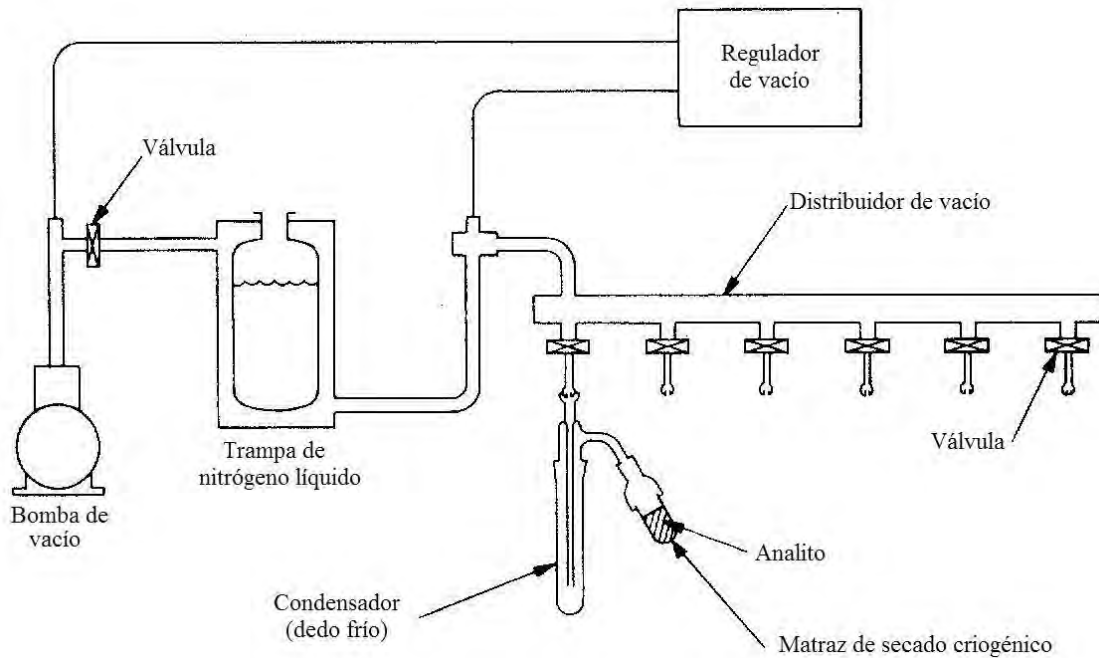 Regulador
de vacío
Válvula
Distribuidor de vacío
Trampa de
nitrógeno líquido
Válvula
Bomba de
vacío
Analito
Condensador
(dedo frío)
Matraz de secado criogénico